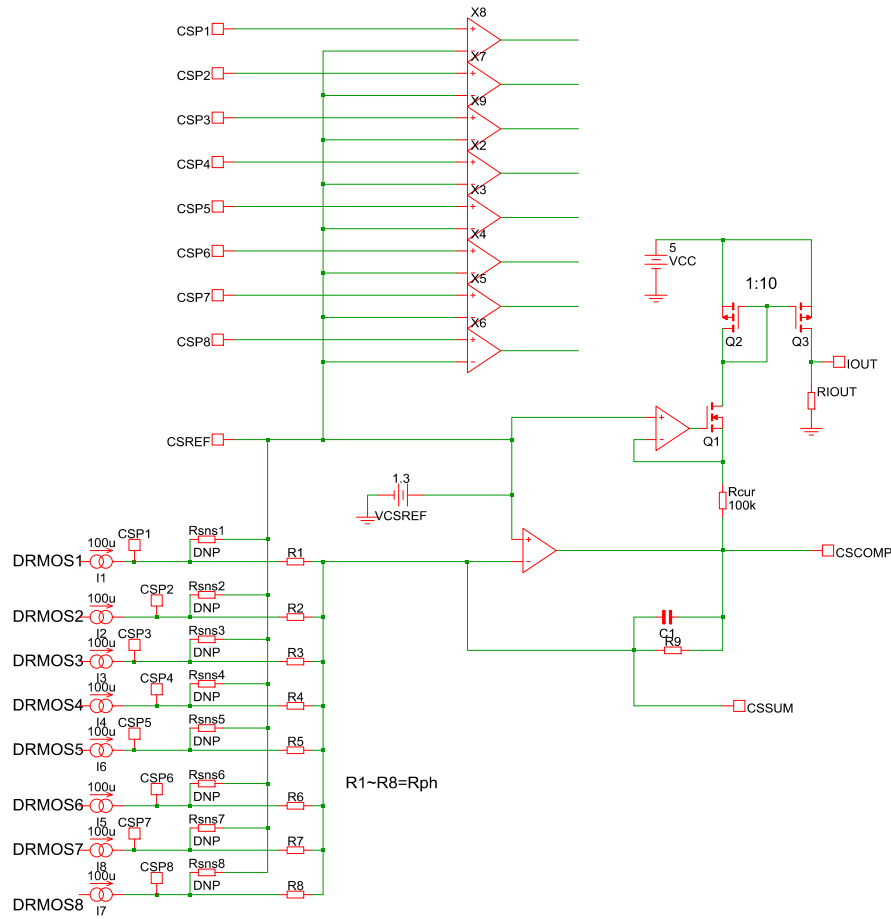 X8
CSP1
+
−
X7
CSP2
+
−
X9
CSP3
+
−
X2
CSP4
+
−
X3
CSP5
+
−
X4
CSP6
+
−
X5
CSP7
+
−
X6
CSP8
+
−
5
VCC
1:10
Q2
Q3
IOUT
RIOUT
CSREF
+
−
Q1
1.3
VCSREF
Rcur
100k
+
−
CSCOMP
C1
R9
CSSUM
DRMOS1
100u
I1
CSP1
Rsns1
DNP
R1
DRMOS2
100u
I2
CSP2
Rsns2
DNP
R2
DRMOS3
100u
I3
CSP3
Rsns3
DNP
R3
DRMOS4
100u
I4
CSP4
Rsns4
DNP
R4
DRMOS5
100u
I6
CSP5
Rsns5
DNP
R5
DRMOS6
100u
I5
CSP6
Rsns6
DNP
R6
DRMOS7
100u
I8
CSP7
Rsns7
DNP
R7
DRMOS8
100u
I7
CSP8
Rsns8
DNP
R8
R1~R8=Rph